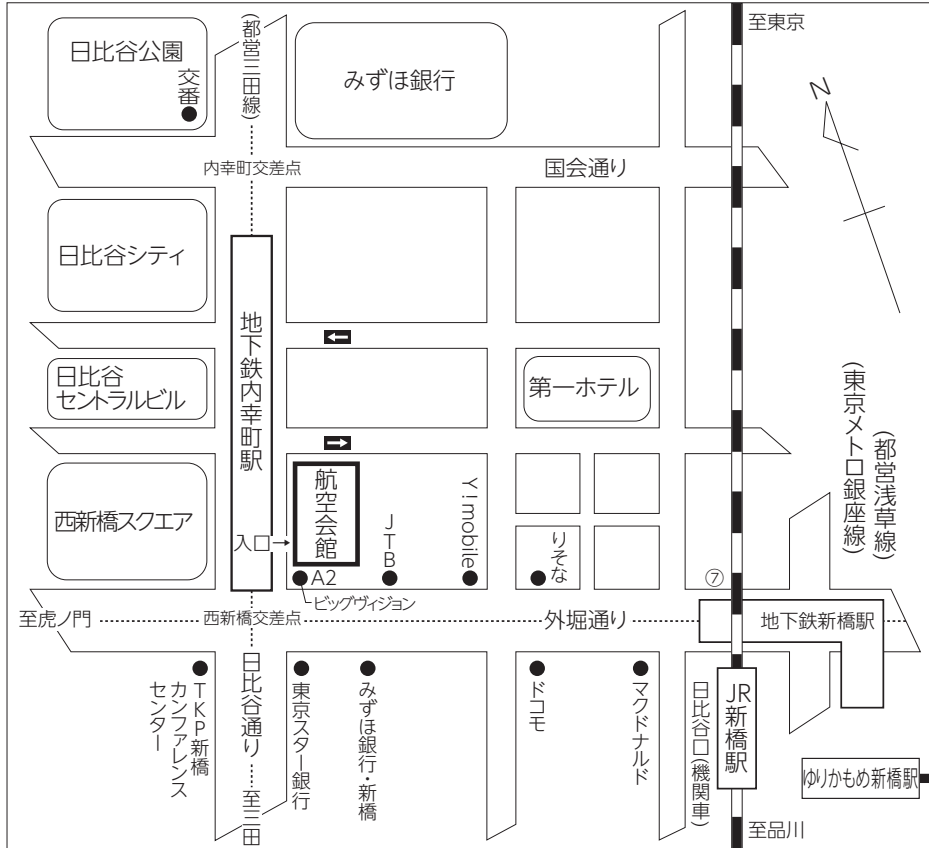 至東京
日比谷公園
交番
(都営三田線)
みずほ銀行
N
内幸町交差点
国会通り
日比谷シティ
地下鉄内幸町駅
日比谷
セントラルビル
第一ホテル
(都営浅草線)
(東京メトロ銀座線)
西新橋スクエア
入口→
航空会館
A2
ビッグヴィジョン
JTB
Y!mobile
りそな
⑦
至虎ノ門
西新橋交差点
外堀通り
地下鉄新橋駅
TKP新橋
カンファレンス
センター
日比谷通り
至三田
東京スター銀行
みずほ銀行・新橋
ドコモ
マクドナルド
日比谷口(機関車)
JR新橋駅
ゆりかもめ新橋駅
至品川